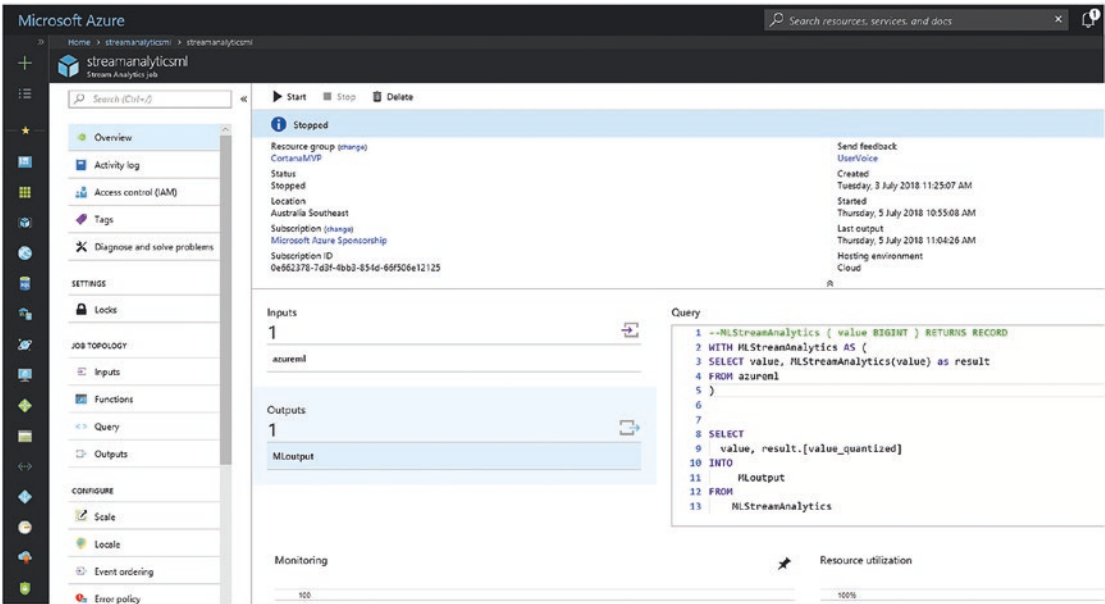 Microsoft Azure
Search resources, services, and docs
1
Home > streamanalyticsml > streamanalyticsml
streamanalyticsml
Stream Analytics job
Search (Ctrl+/)
Overview
Activity log
Access control (IAM)
Tags
Diagnose and solve problems
SETTINGS
Locks
JOB TOPOLOGY
Inputs
Functions
Query
Outputs
CONFIGURE
Scale
Locale
Event ordering
Error policy
Start Stop Delete
Stopped
Resource group (change)
CortanaMVP
Status
Stopped
Location
Australia Southeast
Subscription (change)
Microsoft Azure Sponsorship
Subscription ID
0e662378-7d3f-4bb3-854d-66f506e12125
Send feedback
UserVoice
Created
Tuesday, 3 July 2018 11:25:07 AM
Started
Thursday, 5 July 2018 10:55:08 AM
Last output
Thursday, 5 July 2018 11:04:26 AM
Hosting environment
Cloud
Inputs
1
azureml
Outputs
1
MLoutput
Query
1 --MLStreamAnalytics ( value BIGINT ) RETURNS RECORD
2 WITH MLStreamAnalytics AS (
3 SELECT value, MLStreamAnalytics(value) as result
4 FROM azureml
5 )
6
7
8 SELECT
9 value, result.[value_quantized]
10 INTO
11 MLoutput
12 FROM
13 MLStreamAnalytics
Monitoring
100
Resource utilization
100%